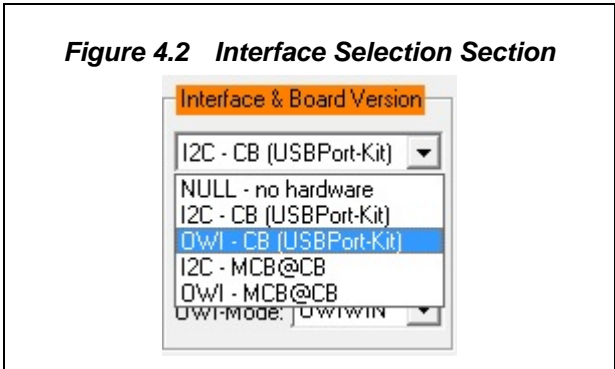 Figure 4.2 Interface Selection Section
Interface & Board Version
I2C - CB (USBPort-Kit)
NULL - no hardware
I2C - CB (USBPort-Kit)
OWI - CB (USBPort-Kit)
I2C - MCB@CB
OWI - MCB@CB
OWI-Mode: OWIWIN